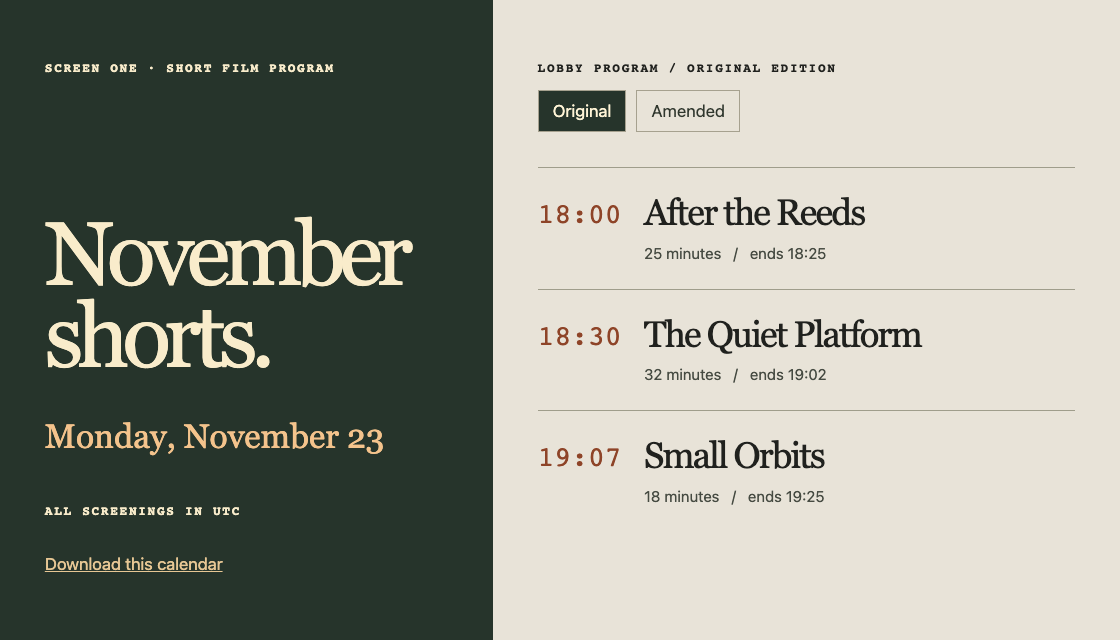 SCREEN ONE · SHORT FILM PROGRAM
November
shorts.
Monday, November 23
ALL SCREENINGS IN UTC
Download this calendar
LOBBY PROGRAM / ORIGINAL EDITION
Original
Amended
18:00 After the Reeds
25 minutes / ends 18:25
18:30 The Quiet Platform
32 minutes / ends 19:02
19:07 Small Orbits
18 minutes / ends 19:25